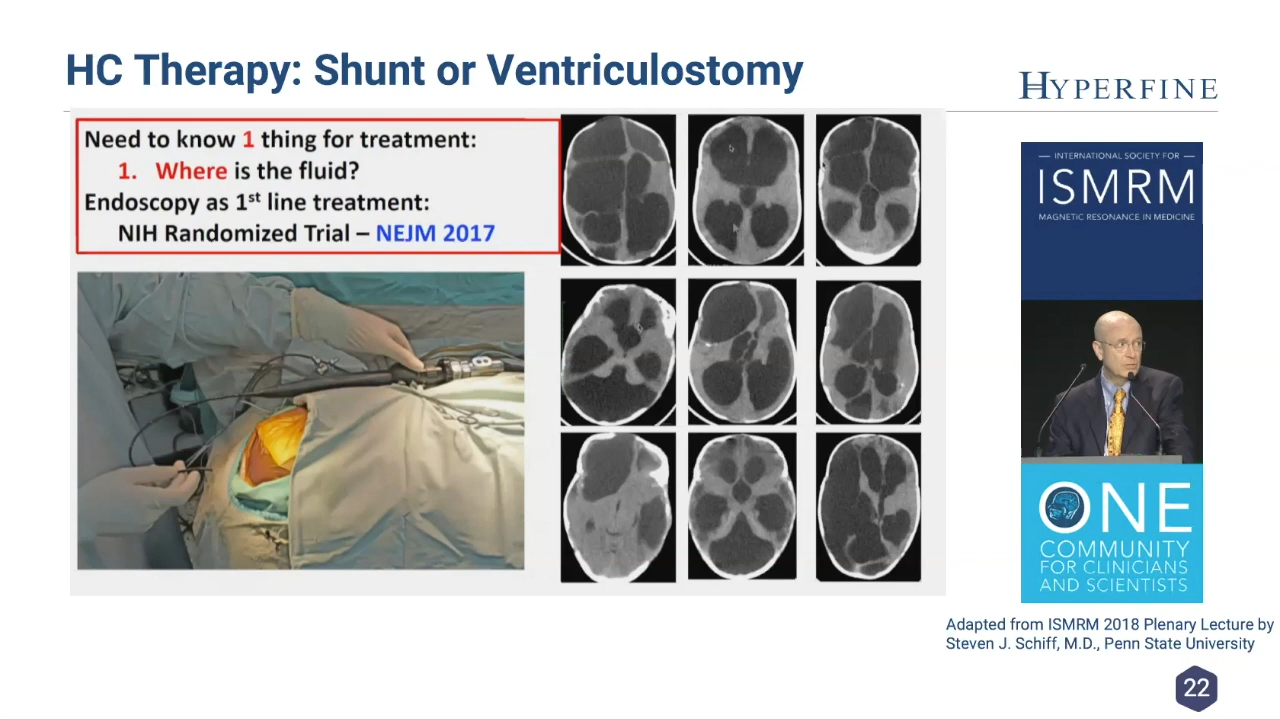 HC Therapy: Shunt or Ventriculostomy
HYPERFINE
Need to know 1 thing for treatment:
1. Where is the fluid?
Endoscopy as 1st line treatment:
NIH Randomized Trial – NEJM 2017
— INTERNATIONAL SOCIETY FOR —
ISMRM
MAGNETIC RESONANCE IN MEDICINE
ONE
COMMUNITY
FOR CLINICIANS
AND SCIENTISTS
Adapted from ISMRM 2018 Plenary Lecture by
Steven J. Schiff, M.D., Penn State University
22